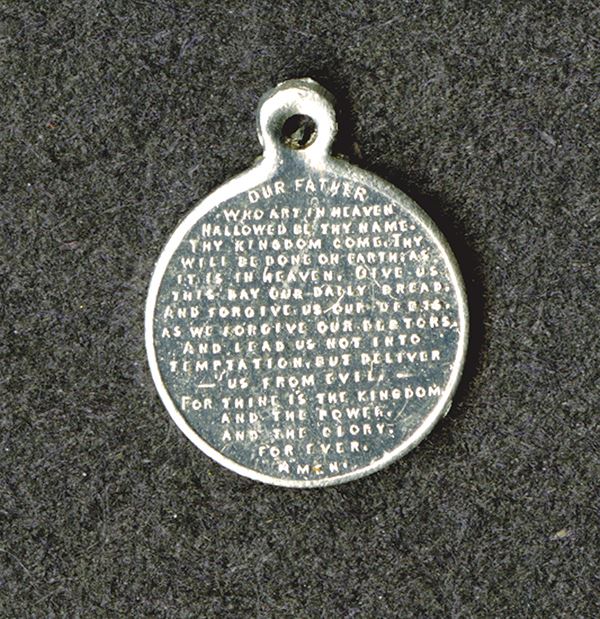 OUR FATHER
WHO ART IN HEAVEN
HALLOWED BE THY NAME.
THY KINGDOM COME. THY
WILL BE DONE ON EARTH: AS
IT IS IN HEAVEN. GIVE US
THIS DAY OUR DAILY BREAD.
AND FORGIVE US OUR DEBTS.
AS WE FORGIVE OUR DEBTORS.
AND LEAD US NOT INTO
TEMPTATION, BUT DELIVER
— US FROM EVIL. —
FOR THINE IS THE KINGDOM
AND THE POWER.
AND THE GLORY.
FOR EVER.
AMEN.